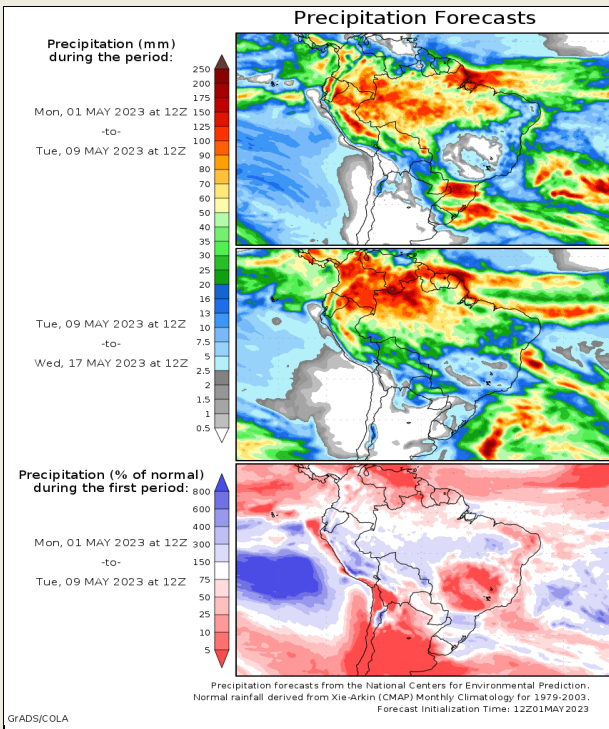 Precipitation Forecasts
Precipitation (mm)
during the period:
Mon, 01 MAY 2023 at 12Z
-to-
Tue, 09 MAY 2023 at 12Z
250
200
175
150
125
100
90
80
70
60
50
40
35
30
25
20
16
13
10
7.5
5
2.5
2
1.5
1
0.5
Tue, 09 MAY 2023 at 12Z
-to-
Wed, 17 MAY 2023 at 12Z
Precipitation (% of normal)
during the first period:
Mon, 01 MAY 2023 at 12Z
-to-
Tue, 09 MAY 2023 at 12Z
800
600
400
300
150
75
50
25
10
5
Precipitation forecasts from the National Centers for Environmental Prediction.
Normal rainfall derived from Xie-Arkin (CMAP) Monthly Climatology for 1979-2003.
Forecast Initialization Time: 12Z01MAY2023
GrADS/COLA